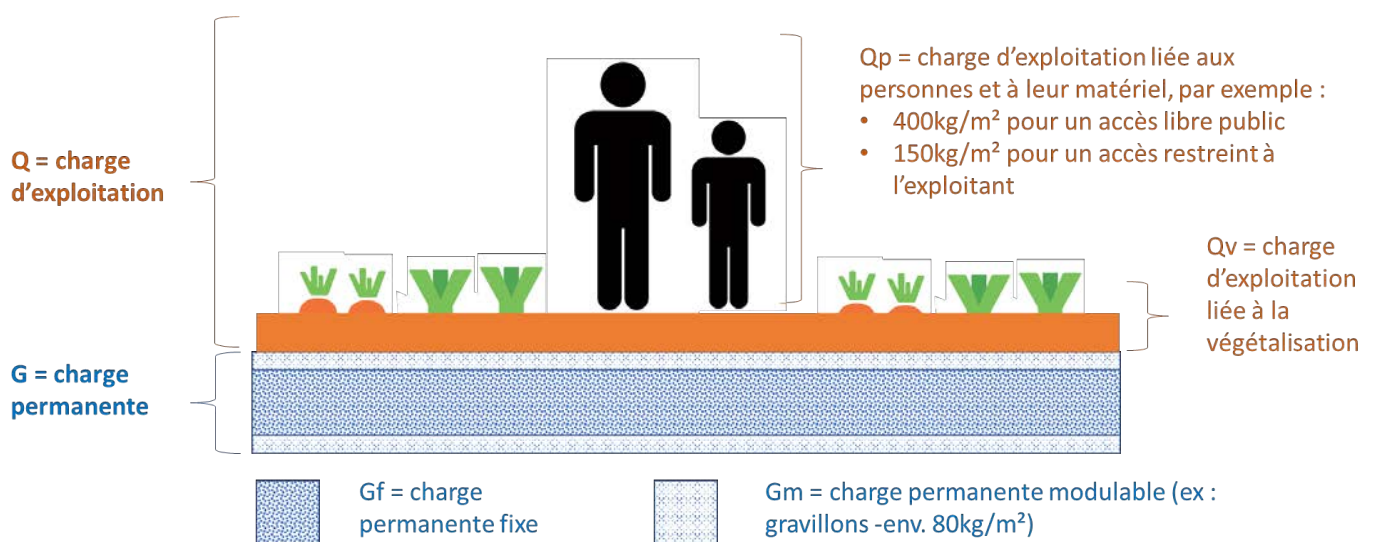 Q = charge
d'exploitation
G = charge
permanente
Qp = charge d'exploitation liée aux
personnes et à leur matériel, par exemple :
• 400kg/m² pour un accès libre public
• 150kg/m² pour un accès restreint à
l'exploitant
Qv = charge
d'exploitation
liée à la
végétalisation
Gf = charge
permanente fixe
Gm = charge permanente modulable (ex :
gravillons -env. 80kg/m²)